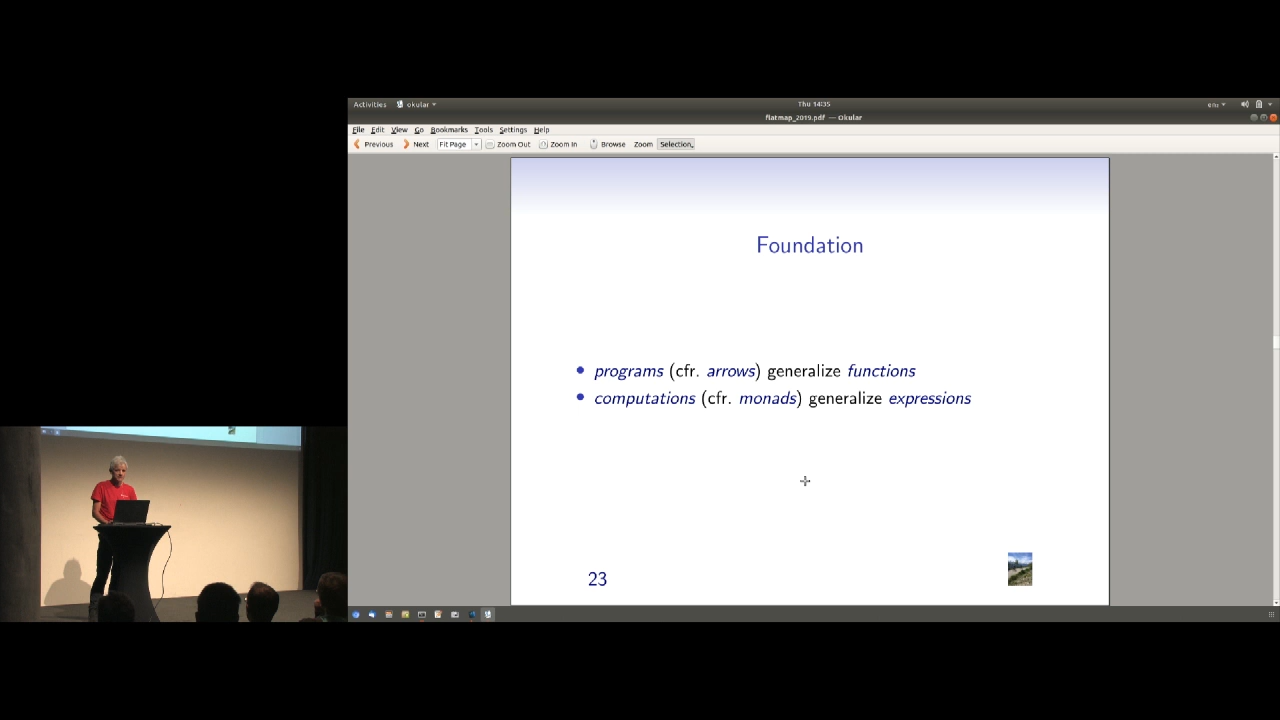 Activities okular Thu 14:35 en₂
flatmap_2019.pdf — Okular
File Edit View Go Bookmarks Tools Settings Help
Previous Next Fit Page Zoom Out Zoom In Browse Zoom Selection
Foundation
• programs (cfr. arrows) generalize functions
• computations (cfr. monads) generalize expressions
23